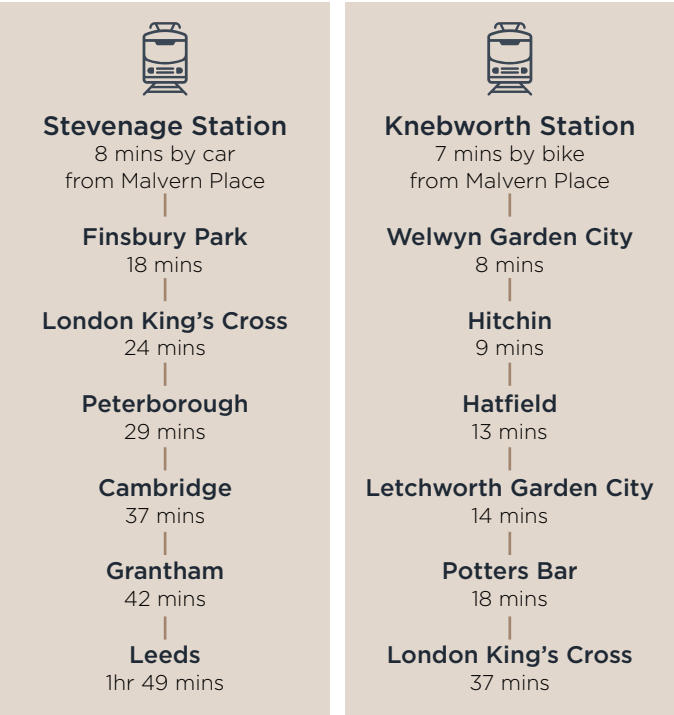 Stevenage Station
8 mins by car
from Malvern Place
Finsbury Park
18 mins
London King's Cross
24 mins
Peterborough
29 mins
Cambridge
37 mins
Grantham
42 mins
Leeds
1hr 49 mins
Knebworth Station
7 mins by bike
from Malvern Place
Welwyn Garden City
8 mins
Hitchin
9 mins
Hatfield
13 mins
Letchworth Garden City
14 mins
Potters Bar
18 mins
London King's Cross
37 mins